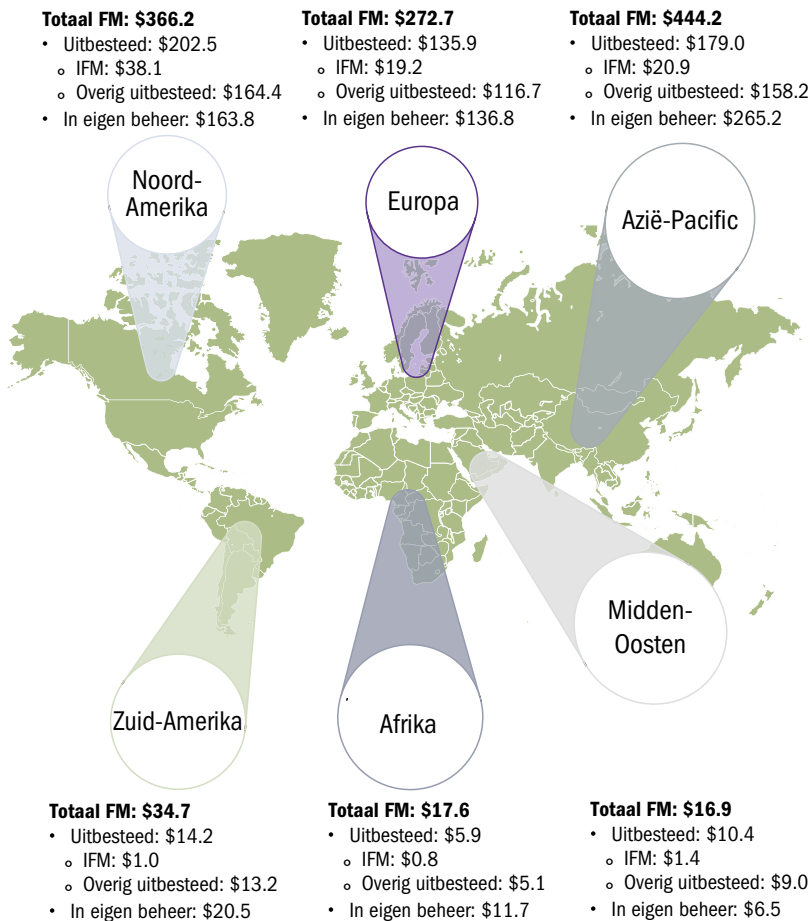 Totaal FM: $366.2
• Uitbesteed: $202.5
o IFM: $38.1
o Overig uitbesteed: $164.4
• In eigen beheer: $163.8
Totaal FM: $272.7
• Uitbesteed: $135.9
o IFM: $19.2
o Overig uitbesteed: $116.7
• In eigen beheer: $136.8
Totaal FM: $444.2
• Uitbesteed: $179.0
o IFM: $20.9
o Overig uitbesteed: $158.2
• In eigen beheer: $265.2
Noord-
Amerika
Europa
Azië-Pacific
Midden-
Oosten
Zuid-Amerika
Afrika
Totaal FM: $34.7
• Uitbesteed: $14.2
o IFM: $1.0
o Overig uitbesteed: $13.2
• In eigen beheer: $20.5
Totaal FM: $17.6
• Uitbesteed: $5.9
o IFM: $0.8
o Overig uitbesteed: $5.1
• In eigen beheer: $11.7
Totaal FM: $16.9
• Uitbesteed: $10.4
o IFM: $1.4
o Overig uitbesteed: $9.0
• In eigen beheer: $6.5